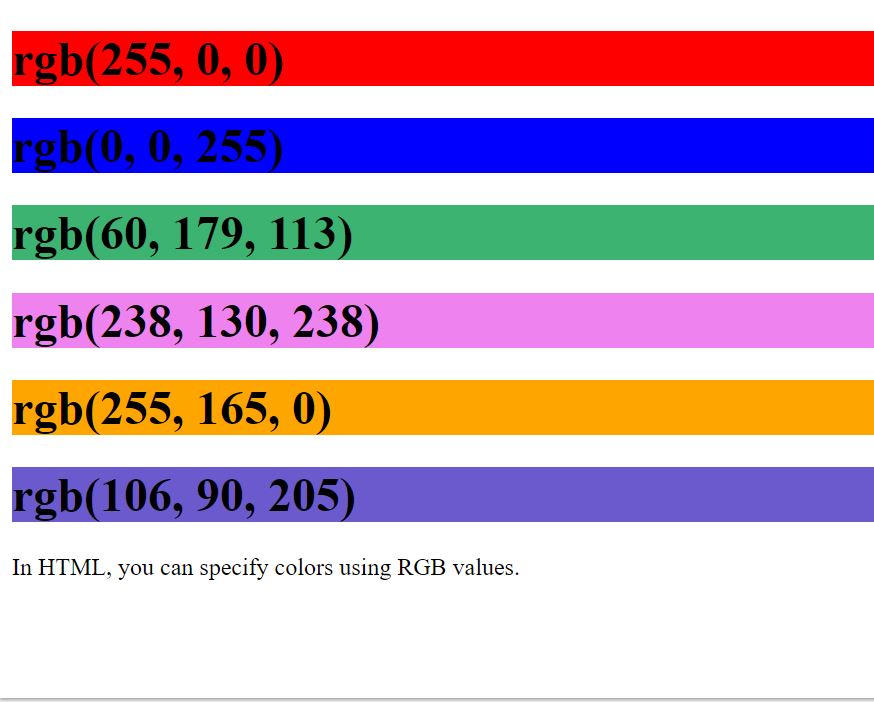 rgb(255, 0, 0)
rgb(0, 0, 255)
rgb(60, 179, 113)
rgb(238, 130, 238)
rgb(255, 165, 0)
rgb(106, 90, 205)
In HTML, you can specify colors using RGB values.